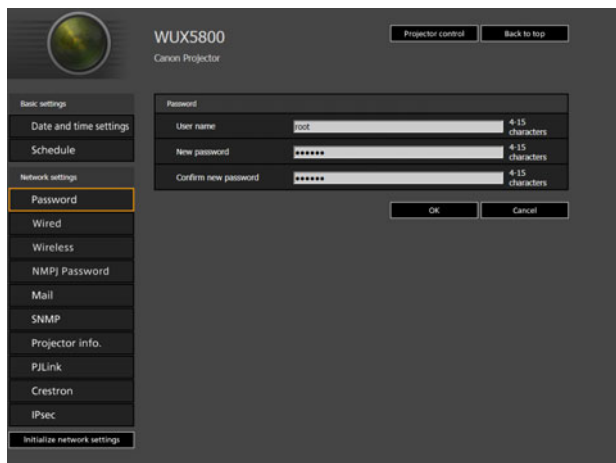 WUX5800
Canon Projector
Projector control
Back to top
Basic settings
Date and time settings
Schedule
Network settings
Password
Wired
Wireless
NMPJ Password
Mail
SNMP
Projector info.
PJLink
Crestron
IPsec
Initialize network settings
Password
User name
root
4-15
characters
New password
••••••
4-15
characters
Confirm new password
••••••
4-15
characters
OK
Cancel